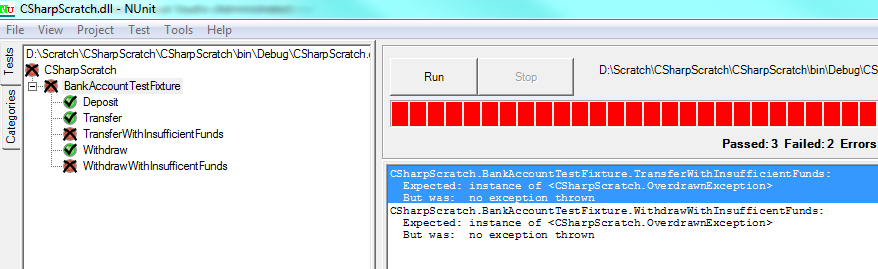 CSharpScratch.dll - NUnit
File View Project Test Tools Help
Tests
Categories
D:\Scratch\CSharpScratch\CSharpScratch\bin\Debug\CSharpScratch.
CSharpScratch
BankAccountTestFixture
Deposit
Transfer
TransferWithInsufficientFunds
Withdraw
WithdrawWithInsufficentFunds
Run Stop D:\Scratch\CSharpScratch\CSharpScratch\bin\Debug\CS
Passed: 3 Failed: 2 Errors
CSharpScratch.BankAccountTestFixture.TransferWithInsufficientFunds:
Expected: instance of <CSharpScratch.OverdrawnException>
But was: no exception thrown
CSharpScratch.BankAccountTestFixture.WithdrawWithInsufficentFunds:
Expected: instance of <CSharpScratch.OverdrawnException>
But was: no exception thrown